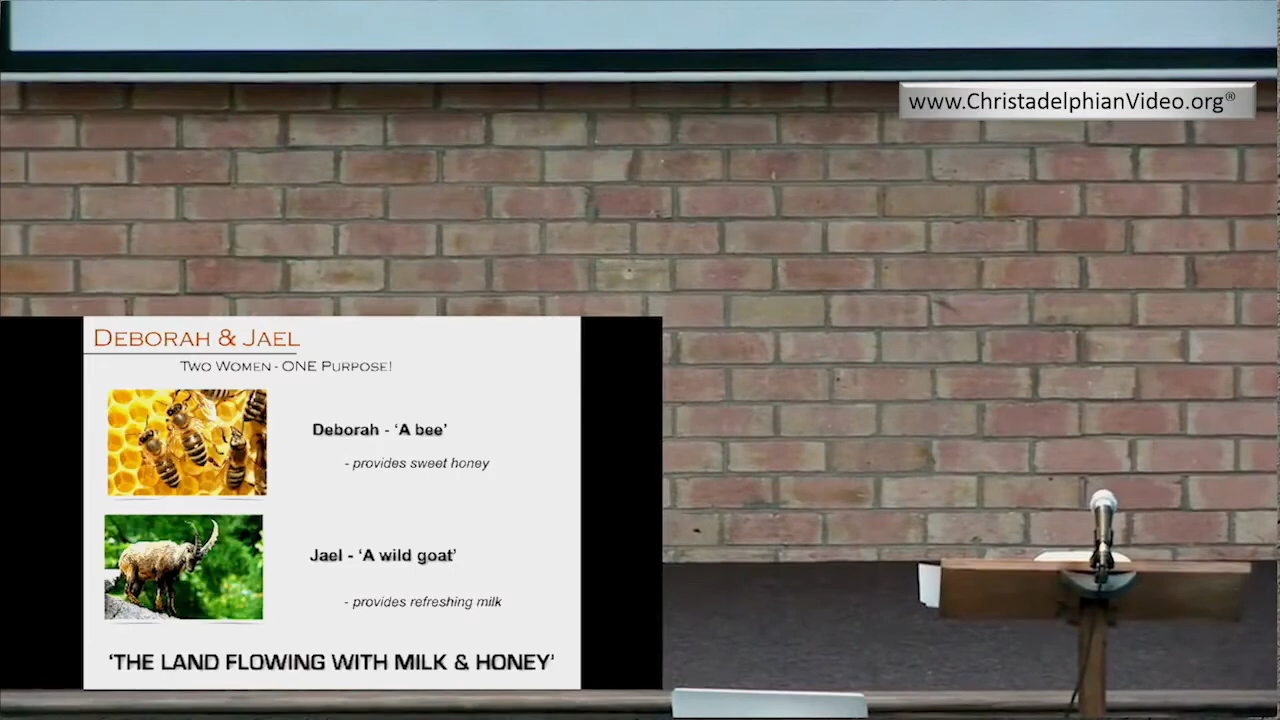 www.ChristadelphianVideo.org®
DEBORAH & JAEL
TWO WOMEN - ONE PURPOSE!
Deborah - ‘A bee’
- provides sweet honey
Jael - ‘A wild goat’
- provides refreshing milk
‘THE LAND FLOWING WITH MILK & HONEY’